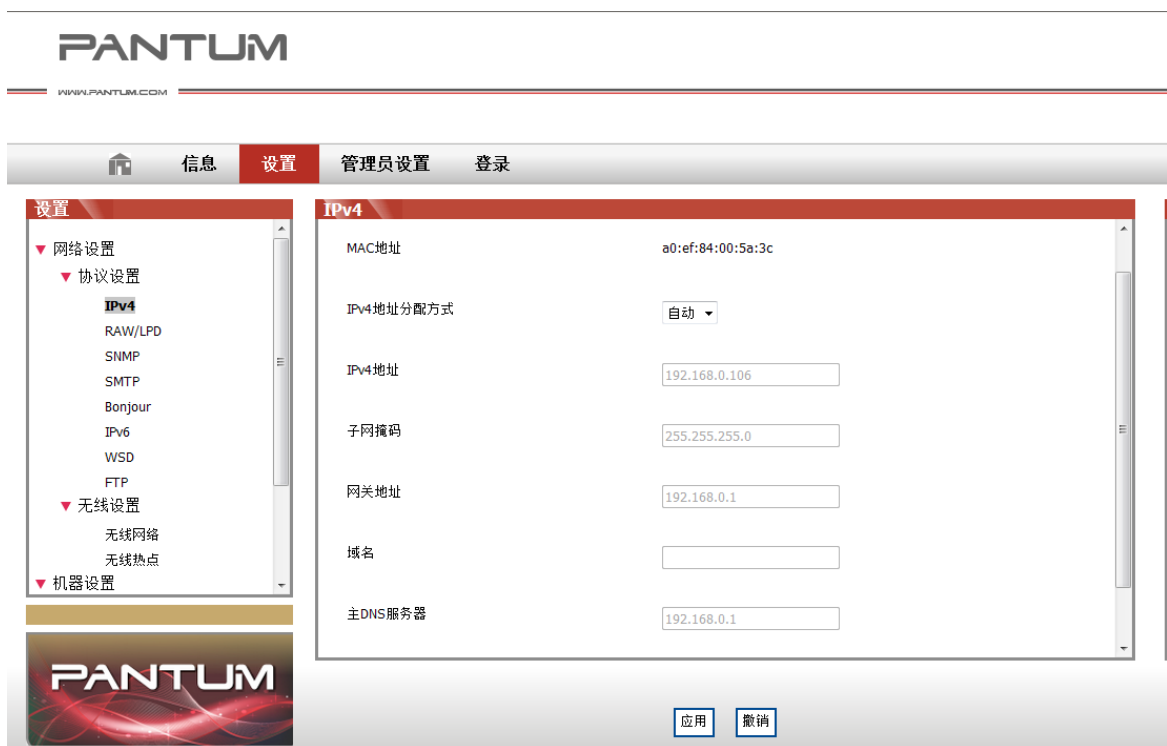 PANTUM
WWW.PANTUM.COM
信息 设置 管理员设置 登录
设置
网络设置
协议设置
IPv4
RAW/LPD
SNMP
SMTP
Bonjour
IPv6
WSD
FTP
无线设置
无线网络
无线热点
机器设置
PANTUM
IPv4
MAC地址 a0:ef:84:00:5a:3c
IPv4地址分配方式 自动
IPv4地址 192.168.0.106
子网掩码 255.255.255.0
网关地址 192.168.0.1
域名
主DNS服务器 192.168.0.1
应用 撤销